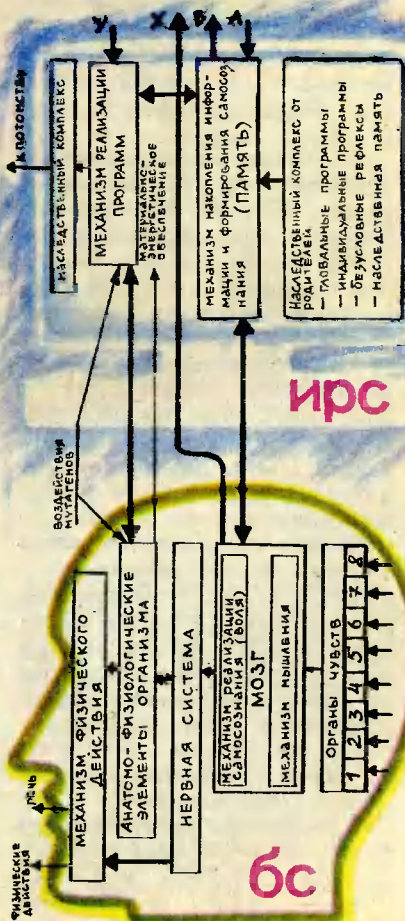 У
Х
Б
А
К ПОТОМСТВУ
НАСЛЕДСТВЕННЫЙ КОМПЛЕКС
МЕХАНИЗМ РЕАЛИЗАЦИИ
ПРОГРАММ
МАТЕРИАЛЬНО-
ЭНЕРГЕТИЧЕСКОЕ
ОБЕСПЕЧЕНИЕ
МЕХАНИЗМ НАКОПЛЕНИЯ ИНФОР-
МАЦИИ И ФОРМИРОВАНИЯ САМОСОЗ-
НАНИЯ
(ПАМЯТЬ)
НАСЛЕДСТВЕННЫЙ КОМПЛЕКС ОТ
РОДИТЕЛЕЙ
— ГЛОБАЛЬНЫЕ ПРОГРАММЫ
— ИНДИВИДУАЛЬНЫЕ ПРОГРАММЫ
— БЕЗУСЛОВНЫЕ РЕФЛЕКСЫ
— НАСЛЕДСТВЕННАЯ ПАМЯТЬ
ирс
ВОЗДЕЙСТВИЯ
МУТАГЕНОВ
ФИЗИЧЕСКИЕ
ДЕЙСТВИЯ
РЕЧЬ
МЕХАНИЗМ ФИЗИЧЕСКОГО
ДЕЙСТВИЯ
АНАТОМО-ФИЗИОЛОГИЧЕСКИЕ
ЭЛЕМЕНТЫ ОРГАНИЗМА
НЕРВНАЯ СИСТЕМА
МЕХАНИЗМ РЕАЛИЗАЦИИ
САМОСОЗНАНИЯ (ВОЛЯ)
МОЗГ
МЕХАНИЗМ МЫШЛЕНИЯ
ОРГАНЫ ЧУВСТВ
1 2 3 4 5 6 7 8
бс